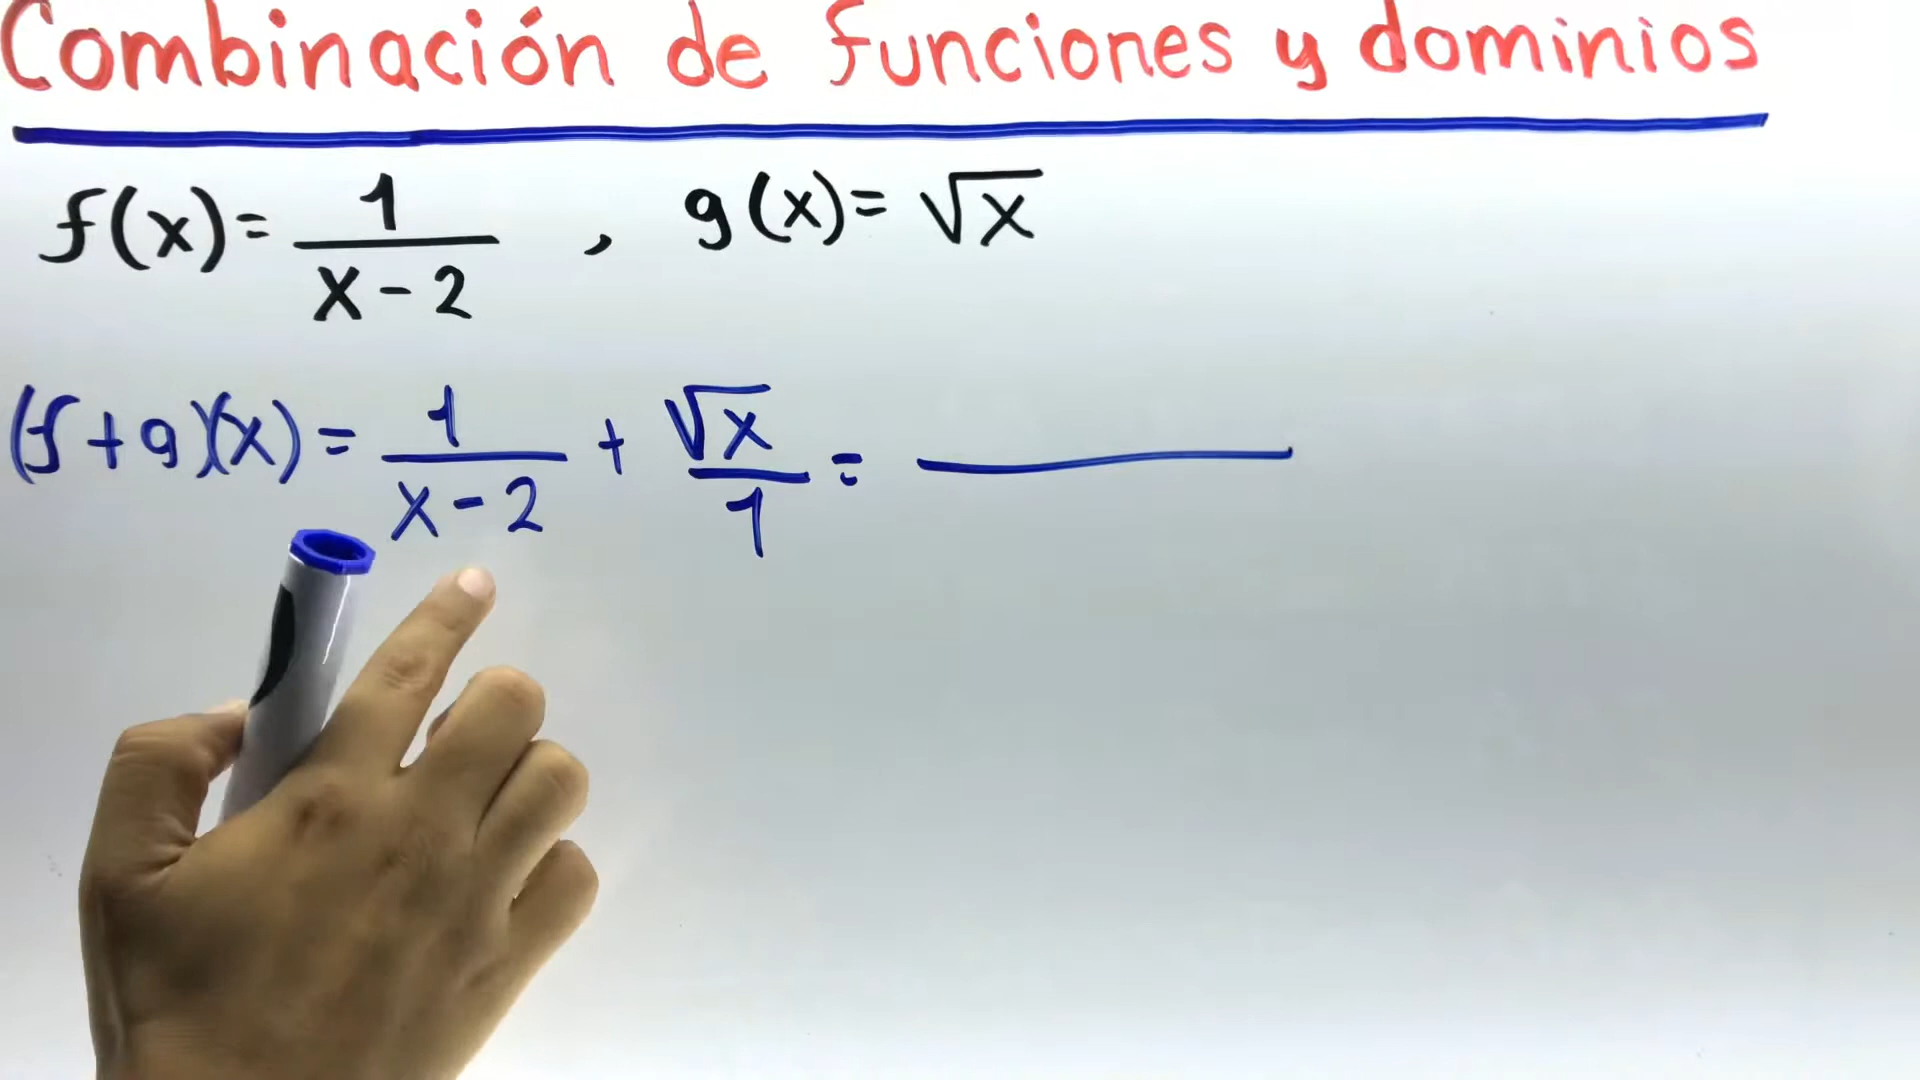 Combinación de funciones y dominios
f(x)= 1/(x-2) , g(x)= √x
(f+g)(x) = 1/(x-2) + √x/1 =